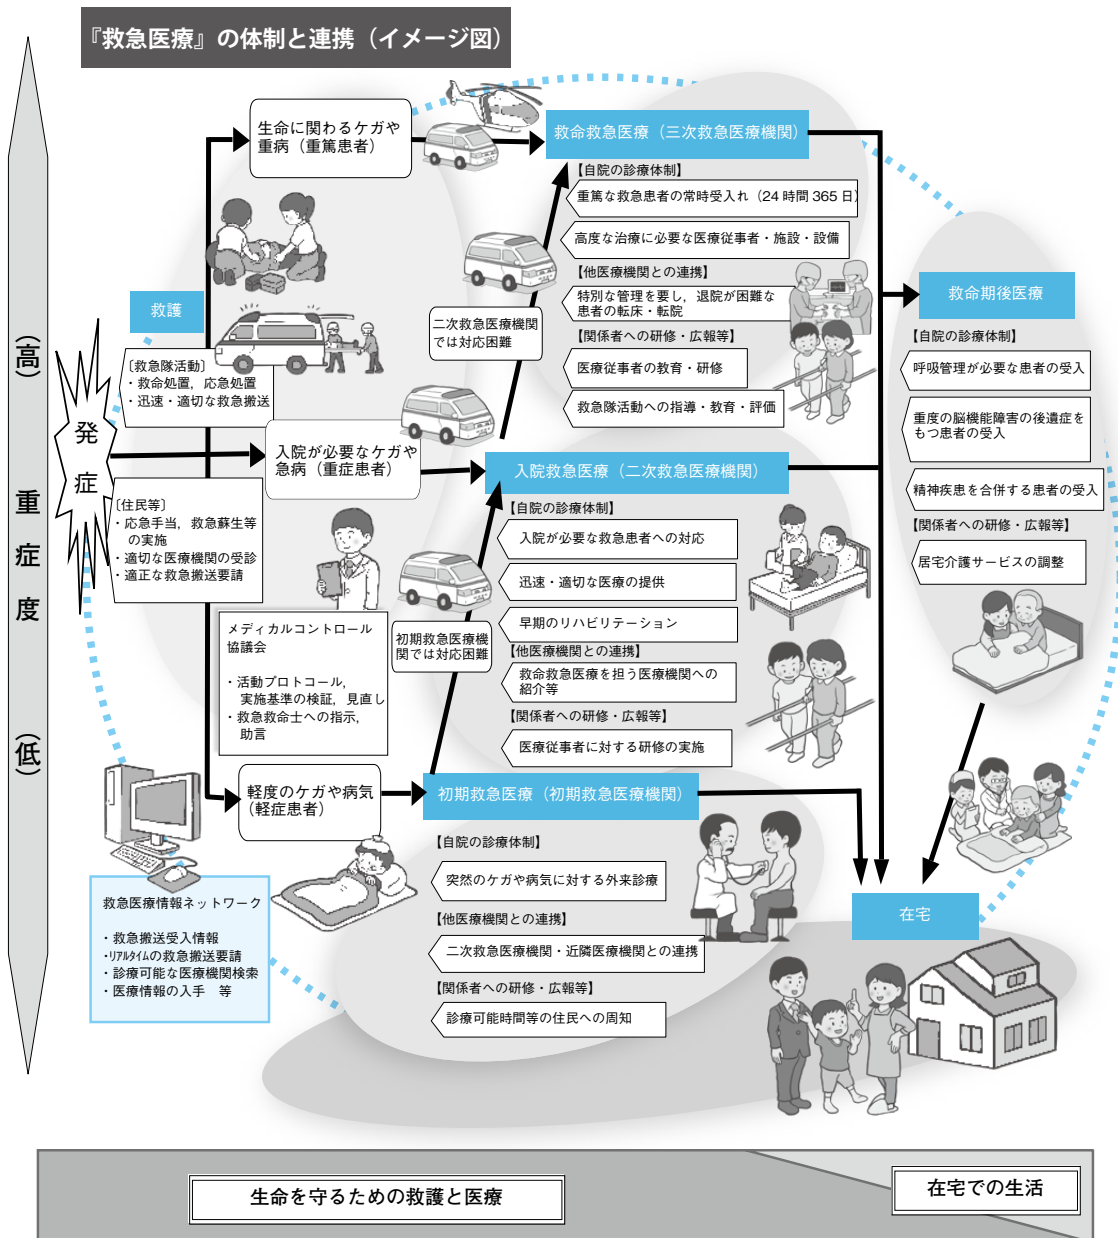 『救急医療』の体制と連携（イメージ図）
（高）
重症度
（低）
発症
救護
〔救急隊活動〕
・救命処置，応急処置
・迅速・適切な救急搬送
〔住民等〕
・応急手当，救急蘇生等
の実施
・適切な医療機関の受診
・適正な救急搬送要請
メディカルコントロール
協議会
・活動プロトコール，
実施基準の検証，見直し
・救急救命士への指示，
助言
救急医療情報ネットワーク
・救急搬送受入情報
・ﾘｱﾙﾀｲﾑの救急搬送要請
・診療可能な医療機関検索
・医療情報の入手　等
生命に関わるケガや
重病（重篤患者）
入院が必要なケガや
急病（重症患者）
軽度のケガや病気
（軽症患者）
二次救急医療機関
では対応困難
初期救急医療機
関では対応困難
救命救急医療（三次救急医療機関）
【自院の診療体制】
重篤な救急患者の常時受入れ（24 時間 365 日）
高度な治療に必要な医療従事者・施設・設備
【他医療機関との連携】
特別な管理を要し，退院が困難な
患者の転床・転院
【関係者への研修・広報等】
医療従事者の教育・研修
救急隊活動への指導・教育・評価
入院救急医療（二次救急医療機関）
【自院の診療体制】
入院が必要な救急患者への対応
迅速・適切な医療の提供
早期のリハビリテーション
【他医療機関との連携】
救命救急医療を担う医療機関への
紹介等
【関係者への研修・広報等】
医療従事者に対する研修の実施
初期救急医療（初期救急医療機関）
【自院の診療体制】
突然のケガや病気に対する外来診療
【他医療機関との連携】
二次救急医療機関・近隣医療機関との連携
【関係者への研修・広報等】
診療可能時間等の住民への周知
救命期後医療
【自院の診療体制】
呼吸管理が必要な患者の受入
重度の脳機能障害の後遺症を
もつ患者の受入
精神疾患を合併する患者の受入
【関係者への研修・広報等】
居宅介護サービスの調整
在宅
生命を守るための救護と医療
在宅での生活